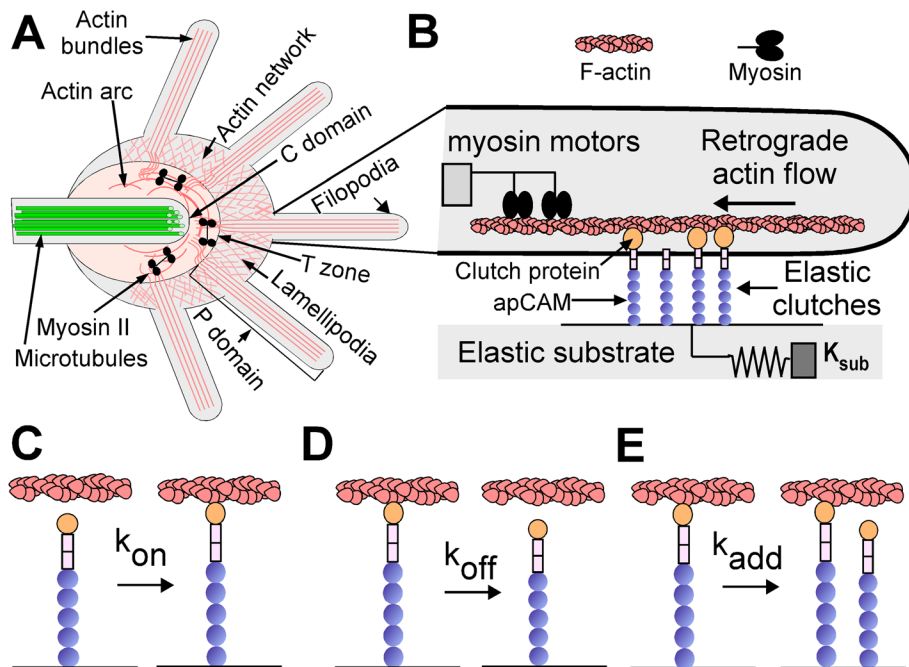 A
Actin
bundles
Actin network
Actin arc
C domain
Filopodia
T zone
Lamellipodia
P domain
Myosin II
Microtubules
B
F-actin
Myosin
myosin motors
Retrograde
actin flow
Clutch protein
apCAM
Elastic
clutches
Elastic substrate
Ksub
C
kon
D
koff
E
kadd